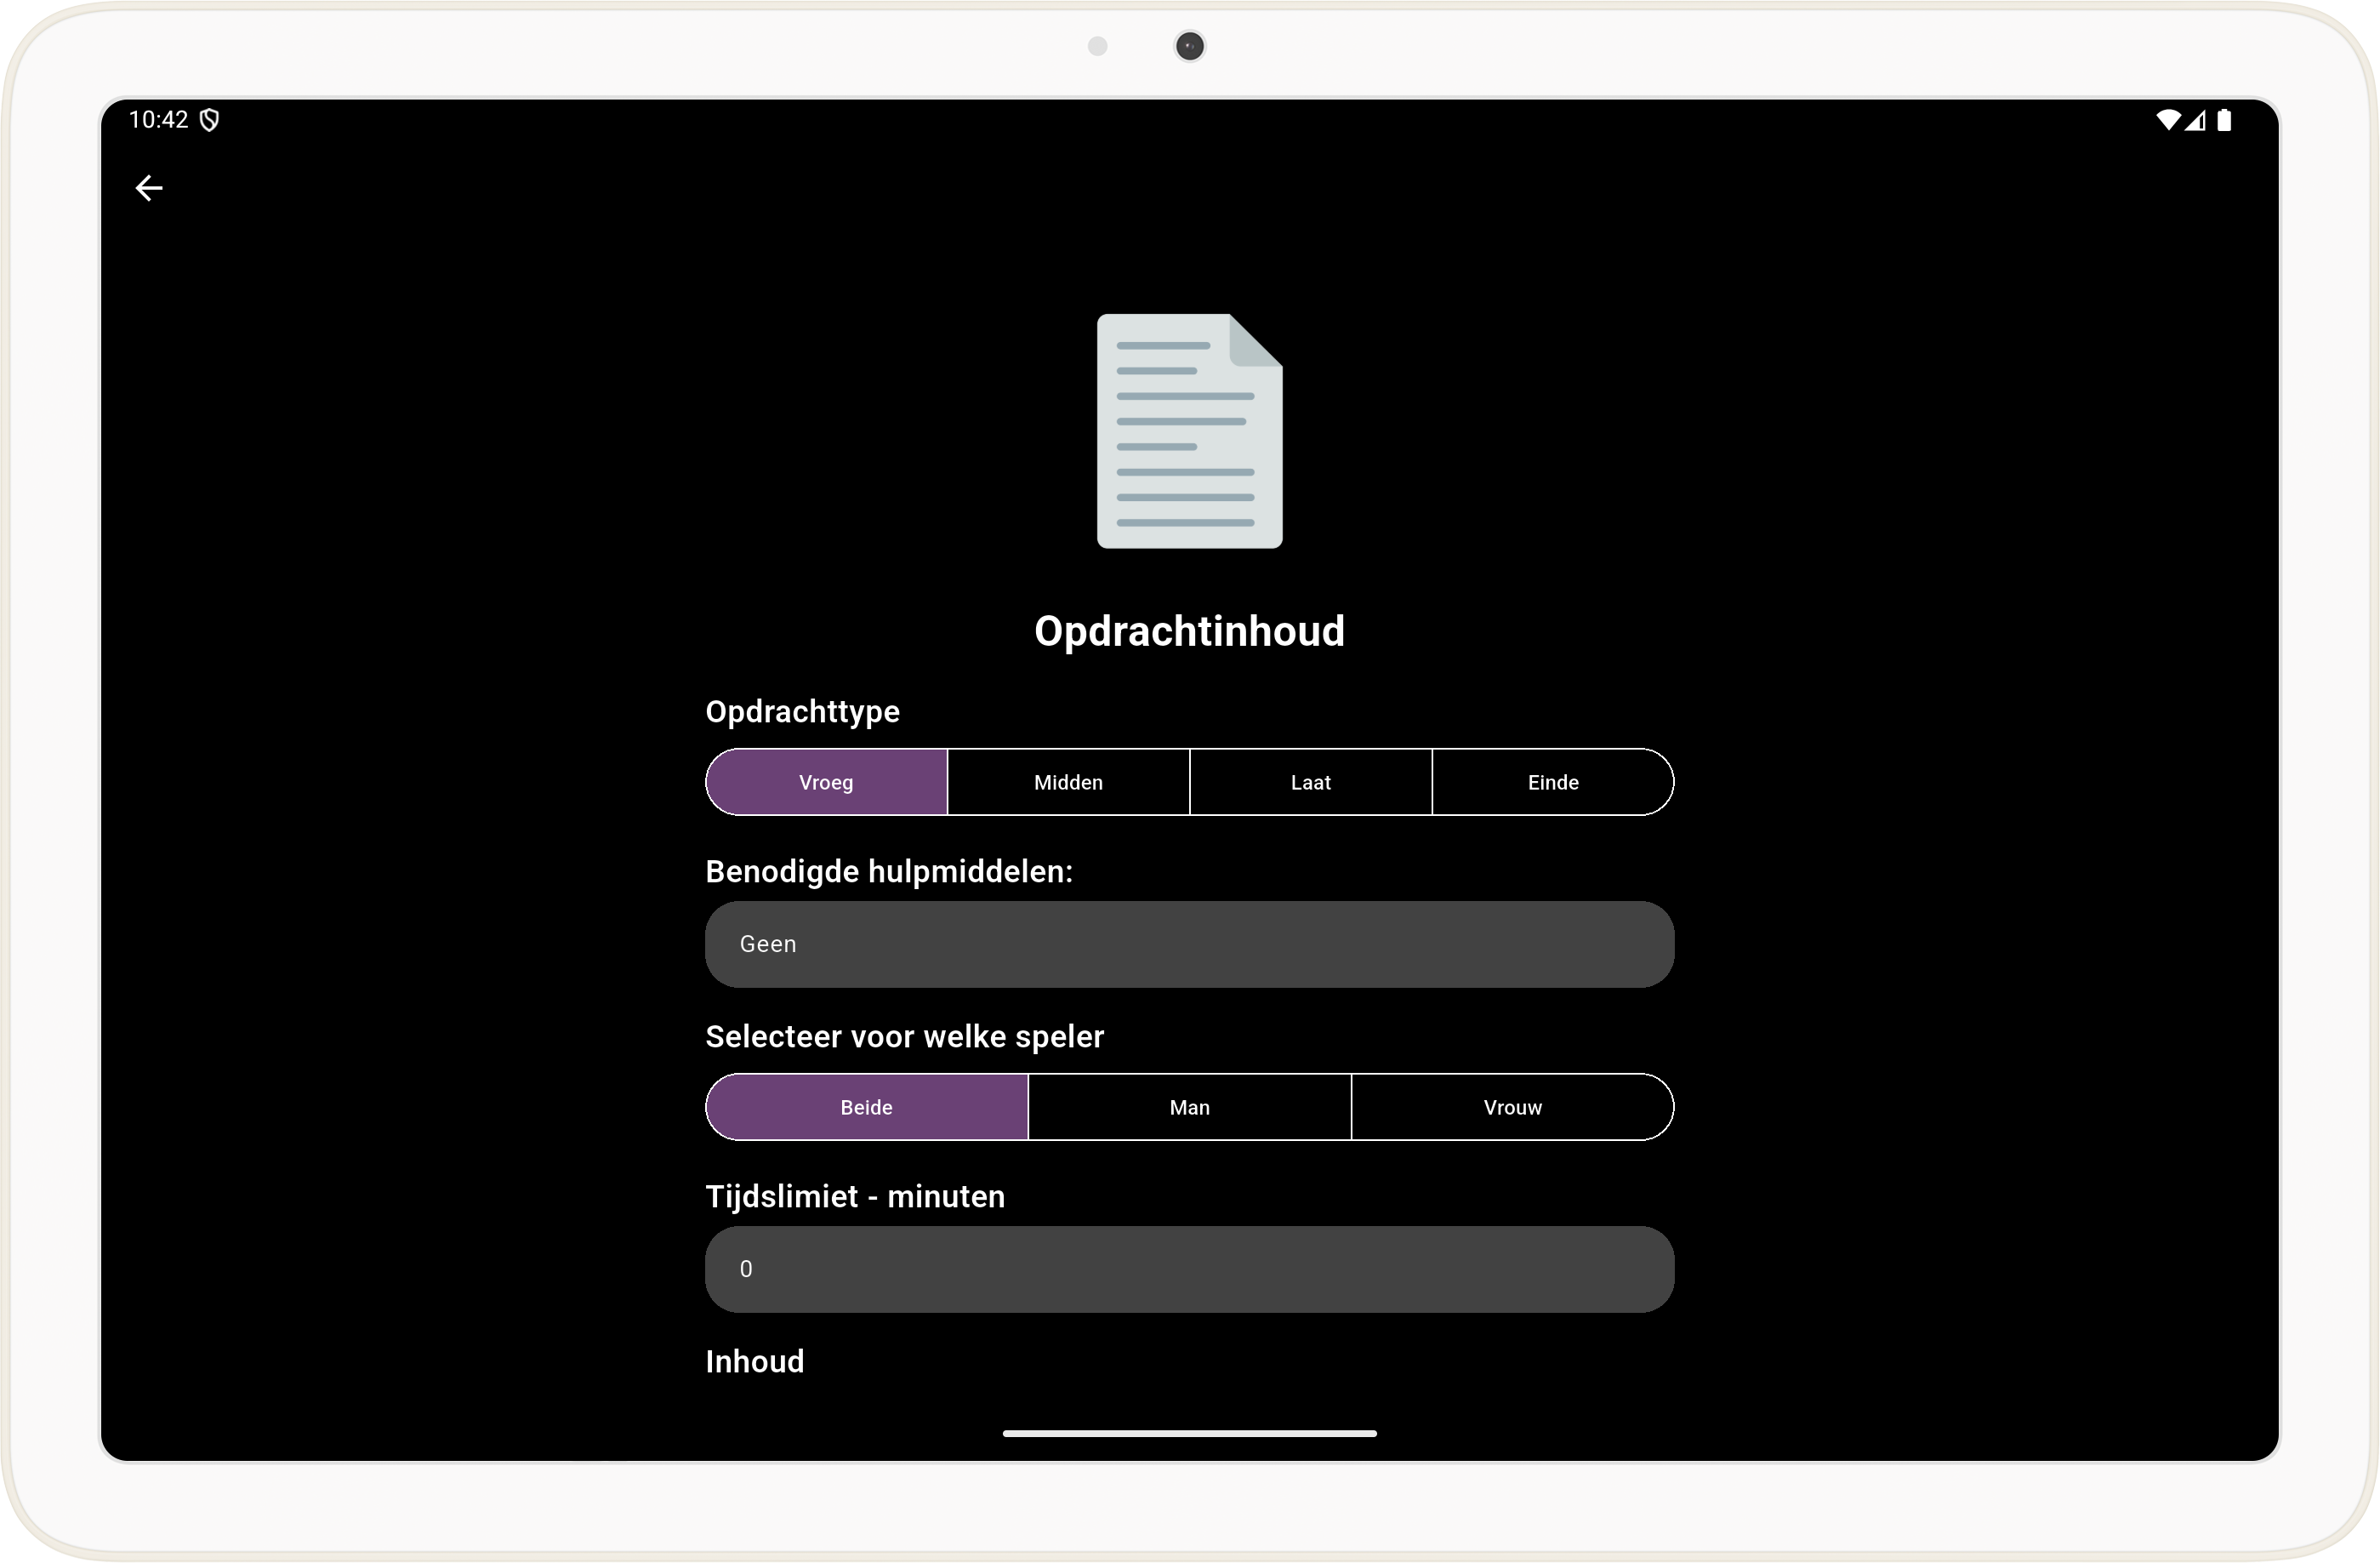 10:42
Opdrachtinhoud
Opdrachttype
Vroeg Midden Laat Einde
Benodigde hulpmiddelen:
Geen
Selecteer voor welke speler
Beide Man Vrouw
Tijdslimiet - minuten
0
Inhoud